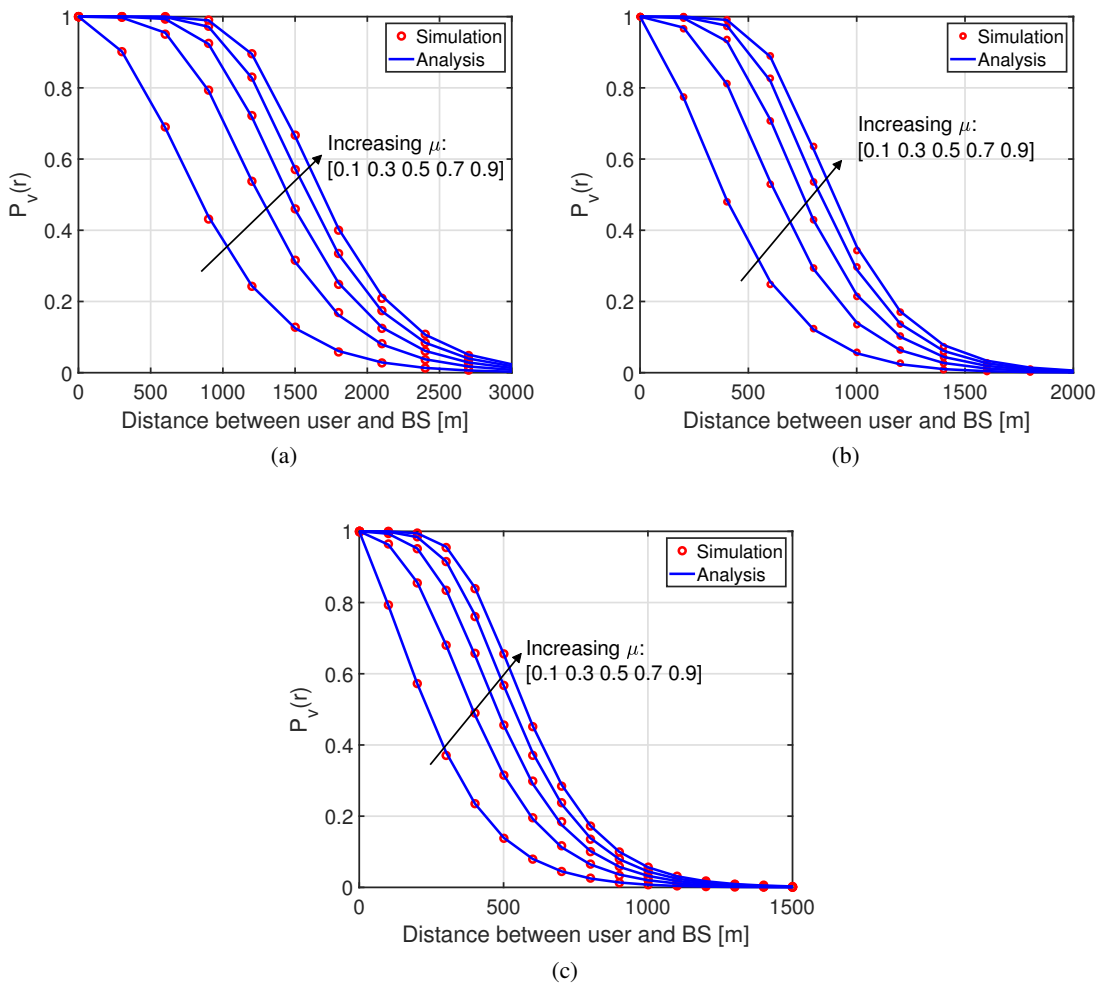 1
0.8
0.6
0.4
0.2
0
P_v(r)
Simulation
Analysis
Increasing μ:
[0.1 0.3 0.5 0.7 0.9]
0 500 1000 1500 2000 2500 3000
Distance between user and BS [m]
(a)
1
0.8
0.6
0.4
0.2
0
P_v(r)
Simulation
Analysis
Increasing μ:
[0.1 0.3 0.5 0.7 0.9]
0 500 1000 1500 2000
Distance between user and BS [m]
(b)
1
0.8
0.6
0.4
0.2
0
P_v(r)
Simulation
Analysis
Increasing μ:
[0.1 0.3 0.5 0.7 0.9]
0 500 1000 1500
Distance between user and BS [m]
(c)